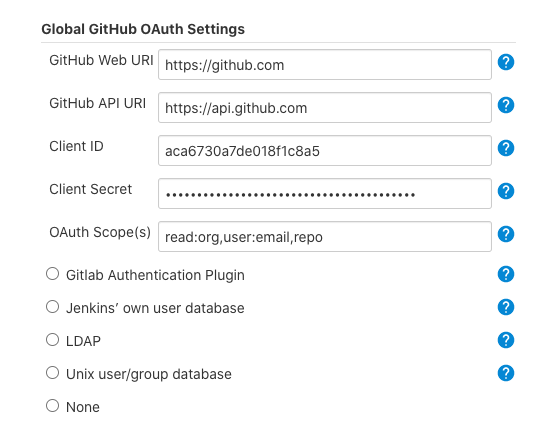 Global GitHub OAuth Settings
GitHub Web URI https://github.com
GitHub API URI https://api.github.com
Client ID aca6730a7de018f1c8a5
Client Secret ••••••••••••••••••••••••••••••••••••••••
OAuth Scope(s) read:org,user:email,repo
Gitlab Authentication Plugin
Jenkins’ own user database
LDAP
Unix user/group database
None